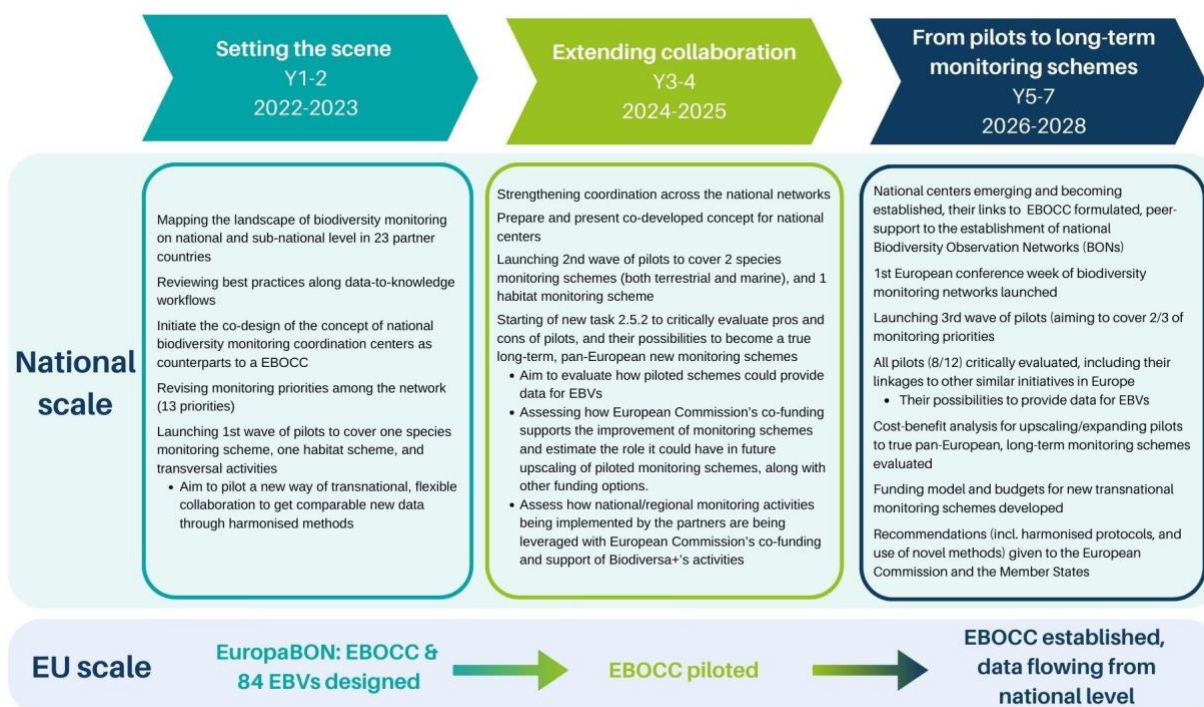 Setting the scene
Y1-2
2022-2023
Extending collaboration
Y3-4
2024-2025
From pilots to long-term
monitoring schemes
Y5-7
2026-2028
National
scale
Mapping the landscape of biodiversity monitoring
on national and sub-national level in 23 partner
countries
Reviewing best practices along data-to-knowledge
workflows
Initiate the co-design of the concept of national
biodiversity monitoring coordination centers as
counterparts to a EBOCC
Revising monitoring priorities among the network
(13 priorities)
Launching 1st wave of pilots to cover one species
monitoring scheme, one habitat scheme, and
transversal activities
• Aim to pilot a new way of transnational, flexible
collaboration to get comparable new data
through harmonised methods
Strengthening coordination across the national networks
Prepare and present co-developed concept for national
centers
Launching 2nd wave of pilots to cover 2 species
monitoring schemes (both terrestrial and marine), and 1
habitat monitoring scheme
Starting of new task 2.5.2 to critically evaluate pros and
cons of pilots, and their possibilities to become a true
long-term, pan-European new monitoring schemes
• Aim to evaluate how piloted schemes could provide
data for EBVs
• Assessing how European Commission's co-funding
supports the improvement of monitoring schemes
and estimate the role it could have in future
upscaling of piloted monitoring schemes, along with
other funding options.
• Assess how national/regional monitoring activities
being implemented by the partners are being
leveraged with European Commission's co-funding
and support of Biodiversa+'s activities
National centers emerging and becoming
established, their links to EBOCC formulated, peer-
support to the establishment of national
Biodiversity Observation Networks (BONs)
1st European conference week of biodiversity
monitoring networks launched
Launching 3rd wave of pilots (aiming to cover 2/3 of
monitoring priorities
All pilots (8/12) critically evaluated, including their
linkages to other similar initiatives in Europe
• Their possibilities to provide data for EBVs
Cost-benefit analysis for upscaling/expanding pilots
to true pan-European, long-term monitoring schemes
evaluated
Funding model and budgets for new transnational
monitoring schemes developed
Recommendations (incl. harmonised protocols, and
use of novel methods) given to the European
Commission and the Member States
EU scale
EuropaBON: EBOCC &
84 EBVs designed
EBOCC piloted
EBOCC established,
data flowing from
national level